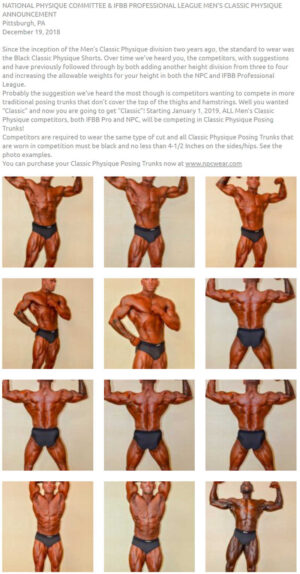 NATIONAL PHYSIQUE COMMITTEE & IFBB PROFESSIONAL LEAGUE MEN'S CLASSIC PHYSIQUE
ANNOUNCEMENT
Pittsburgh, PA
December 19, 2018
Since the inception of the Men's Classic Physique division two years ago, the standard to wear was
the Black Classic Physique Shorts. Over time we've heard you, the competitors, with suggestions
and have previously followed through by both adding another height division from three to four
and increasing the allowable weights for your height in both the NPC and IFBB Professional
League.
Probably the suggestion we've heard the most though is competitors wanting to compete in more
traditional posing trunks that don't cover the top of the thighs and hamstrings. Well you wanted
"Classic" and now you are going to get "Classic"! Starting January 1, 2019, ALL Men's Classic
Physique competitors, both IFBB Pro and NPC, will be competing in Classic Physique Posing
Trunks!
Competitors are required to wear the same type of cut and all Classic Physique Posing Trunks that
are worn in competition must be black and no less than 4-1/2 Inches on the sides/hips. See the
photo examples.
You can purchase your Classic Physique Posing Trunks now at www.npcwear.com